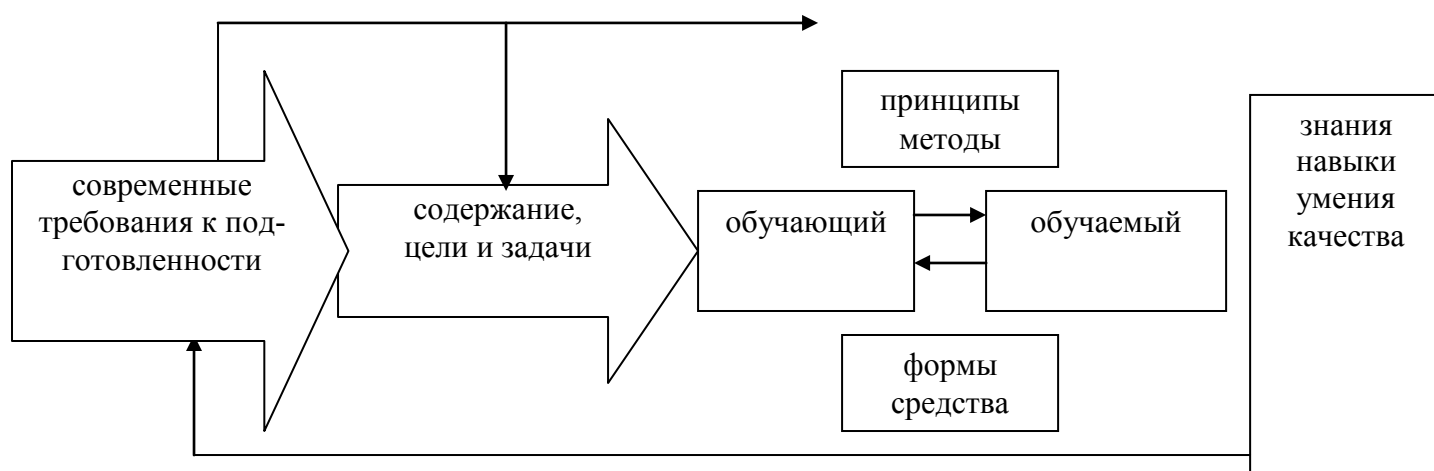 современные
требования к под-
готовленности
содержание,
цели и задачи
принципы
методы
обучающий
обучаемый
формы
средства
знания
навыки
умения
качества